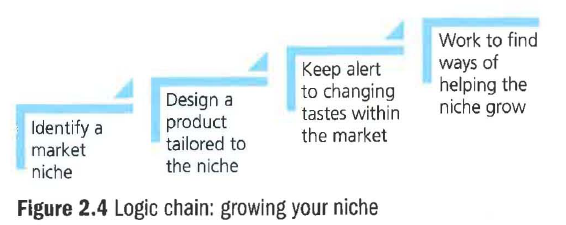 Identify a
market
niche
Design a
product
tailored to
the niche
Keep alert
to changing
tastes within
the market
Work to find
ways of
helping the
niche grow
Figure 2.4 Logic chain: growing your niche